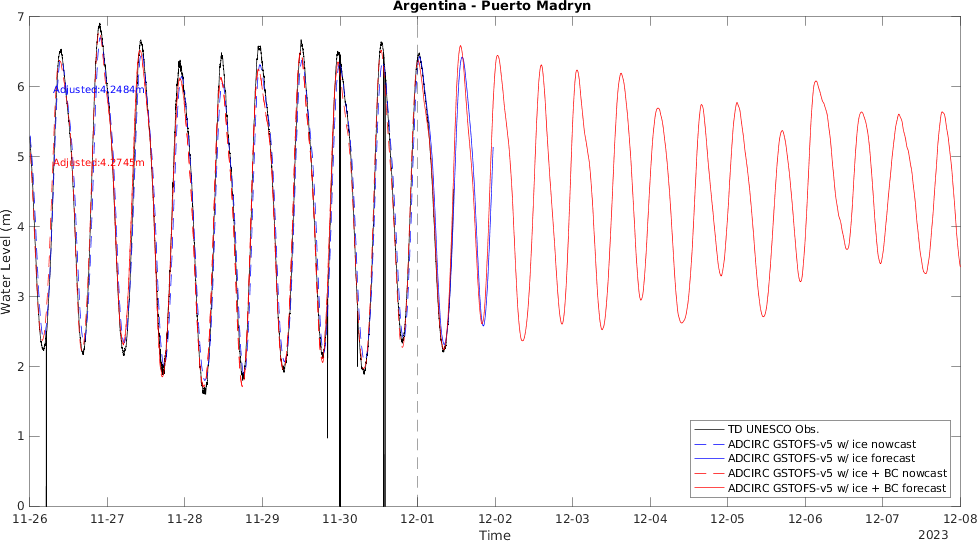 Argentina - Puerto Madryn
7
6
5
4
3
2
1
0
Water Level (m)
Adjusted:4.2484m
Adjusted:4.2745m
TD UNESCO Obs.
ADCIRC GSTOFS-v5 w/ ice nowcast
ADCIRC GSTOFS-v5 w/ ice forecast
ADCIRC GSTOFS-v5 w/ ice + BC nowcast
ADCIRC GSTOFS-v5 w/ ice + BC forecast
11-26 11-27 11-28 11-29 11-30 12-01 12-02 12-03 12-04 12-05 12-06 12-07 12-08
Time
2023